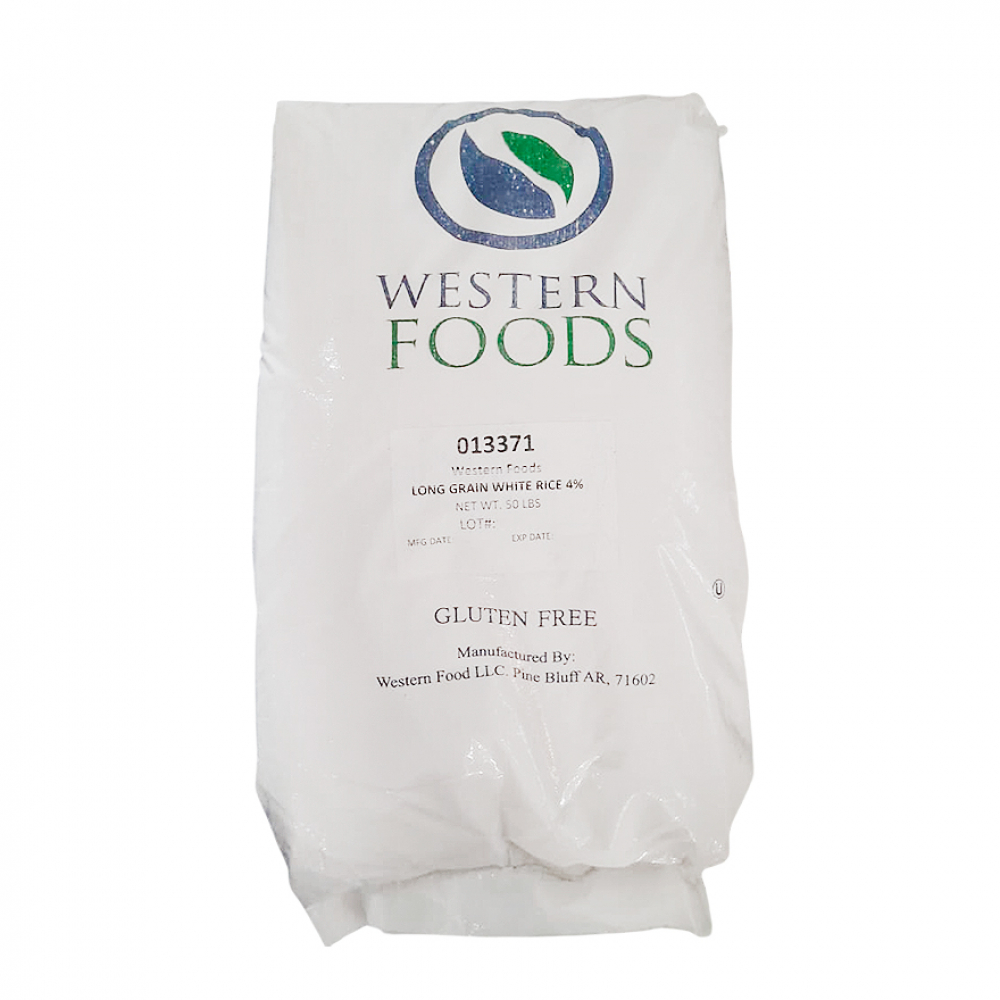 WESTERN
FOODS
013371
Western Foods
LONG GRAIN WHITE RICE 4%
NET WT. 50 LBS
LOT#:
MFG DATE EXP DATE:
U
GLUTEN FREE
Manufactured By:
Western Food LLC. Pine Bluff AR, 71602